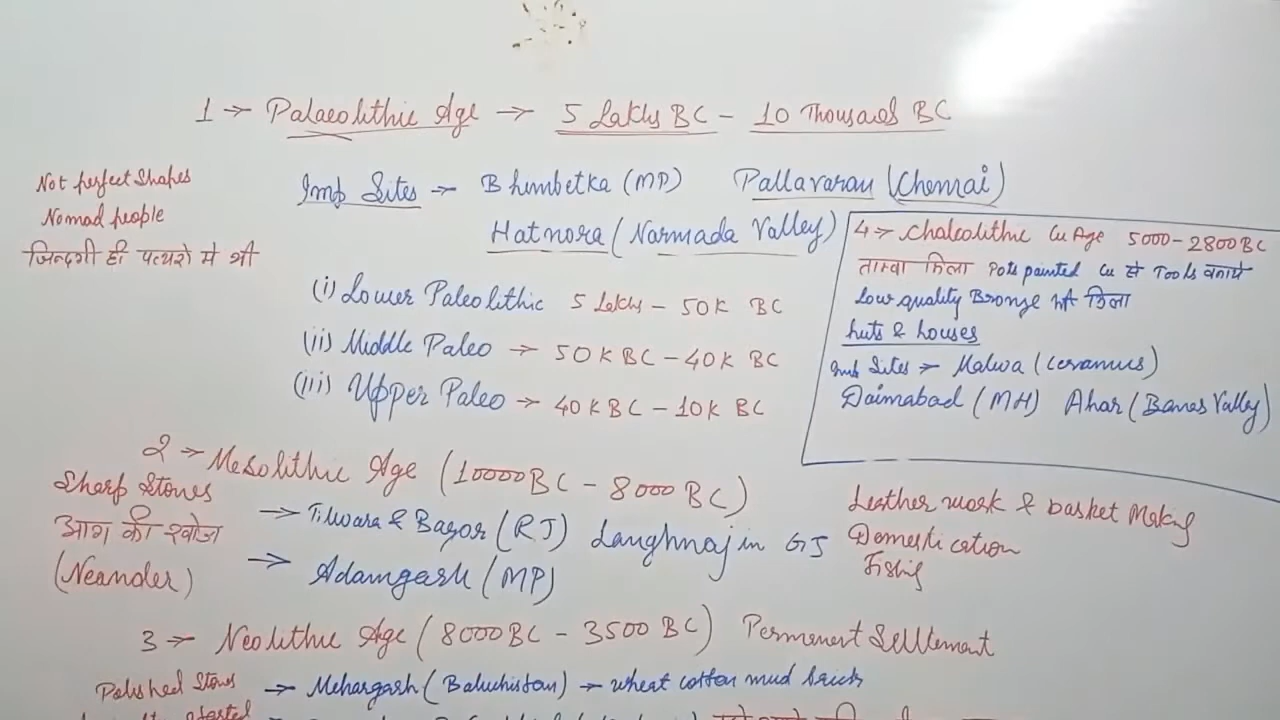 1 → Palaeolithic Age → 5 Lakhs BC - 10 Thousand BC
Not perfect Shapes
Nomad people
जिन्दगी ही पत्थरो मे थी
Imp Sites → Bhimbetka (MP) Pallavaram (Chennai)
Hatnora (Narmada Valley)
(i) Lower Paleolithic 5 Lakhs - 50K BC
(ii) Middle Paleo → 50K BC - 40K BC
(iii) Upper Paleo → 40K BC - 10K BC
4 → Chalcolithic Cu Age 5000 - 2800 BC
ताम्बा मिला Pots painted Cu से Tools बनाये
Low quality Bronze भी मिला
huts & houses
Imp Sites → Malwa (Ceramics)
Daimabad (MH) Ahar (Banas Valley)
2 → Mesolithic Age (10000 BC - 8000 BC)
Sharp Stones
आग की खोज
(Neander)
→ Tilwara & Bagor (RJ) Langhnaj in GJ
→ Adamgarh (MP)
Leather work & basket Making
Domestication
Fishing
3 → Neolithic Age (8000 BC - 3500 BC) Permenent Settlement
Polished Stones → Mehargarh (Baluchistan) → wheat cotton mud bricks
started